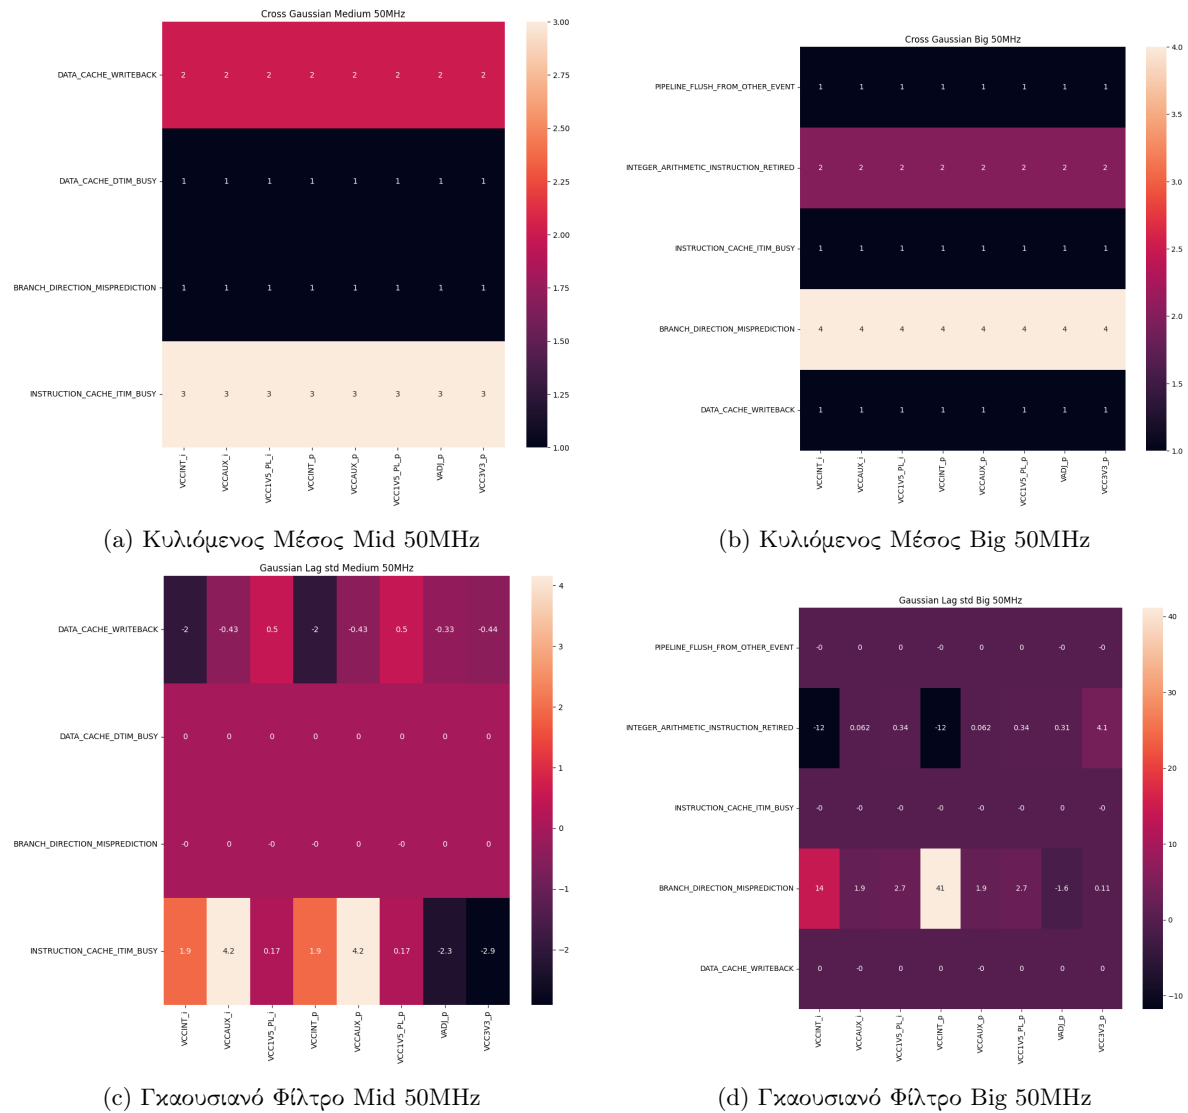 Cross Gaussian Medium 50MHz
DATA_CACHE_WRITEBACK 2 2 2 2 2 2 2 2
DATA_CACHE_DTIM_BUSY 1 1 1 1 1 1 1 1
BRANCH_DIRECTION_MISPREDICTION 1 1 1 1 1 1 1 1
INSTRUCTION_CACHE_ITIM_BUSY 3 3 3 3 3 3 3 3
VCCINT_i VCCAUX_i VCC1V5_PL_i VCCINT_p VCCAUX_p VCC1V5_PL_p VADJ_p VCC3V3_p
3.00
2.75
2.50
2.25
2.00
1.75
1.50
1.25
1.00
(a) Κυλιόμενος Μέσος Mid 50MHz
Cross Gaussian Big 50MHz
PIPELINE_FLUSH_FROM_OTHER_EVENT 1 1 1 1 1 1 1 1
INTEGER_ARITHMETIC_INSTRUCTION_RETIRED 2 2 2 2 2 2 2 2
INSTRUCTION_CACHE_ITIM_BUSY 1 1 1 1 1 1 1 1
BRANCH_DIRECTION_MISPREDICTION 4 4 4 4 4 4 4 4
DATA_CACHE_WRITEBACK 1 1 1 1 1 1 1 1
VCCINT_i VCCAUX_i VCC1V5_PL_i VCCINT_p VCCAUX_p VCC1V5_PL_p VADJ_p VCC3V3_p
4.0
3.5
3.0
2.5
2.0
1.5
1.0
(b) Κυλιόμενος Μέσος Big 50MHz
Gaussian Lag std Medium 50MHz
DATA_CACHE_WRITEBACK -2 -0.43 0.5 -2 -0.43 0.5 -0.33 -0.44
DATA_CACHE_DTIM_BUSY 0 0 0 0 0 0 0 0
BRANCH_DIRECTION_MISPREDICTION -0 0 -0 -0 0 -0 0 0
INSTRUCTION_CACHE_ITIM_BUSY 1.9 4.2 0.17 1.9 4.2 0.17 -2.3 -2.9
VCCINT_i VCCAUX_i VCC1V5_PL_i VCCINT_p VCCAUX_p VCC1V5_PL_p VADJ_p VCC3V3_p
4
3
2
1
0
−1
−2
(c) Γκαουσιανό Φίλτρο Mid 50MHz
Gaussian Lag std Big 50MHz
PIPELINE_FLUSH_FROM_OTHER_EVENT -0 0 0 -0 0 0 -0 -0
INTEGER_ARITHMETIC_INSTRUCTION_RETIRED -12 0.062 0.34 -12 0.062 0.34 0.31 4.1
INSTRUCTION_CACHE_ITIM_BUSY -0 -0 -0 -0 -0 -0 0 -0
BRANCH_DIRECTION_MISPREDICTION 14 1.9 2.7 41 1.9 2.7 -1.6 0.11
DATA_CACHE_WRITEBACK 0 -0 0 0 -0 0 0 0
VCCINT_i VCCAUX_i VCC1V5_PL_i VCCINT_p VCCAUX_p VCC1V5_PL_p VADJ_p VCC3V3_p
40
30
20
10
0
−10
(d) Γκαουσιανό Φίλτρο Big 50MHz